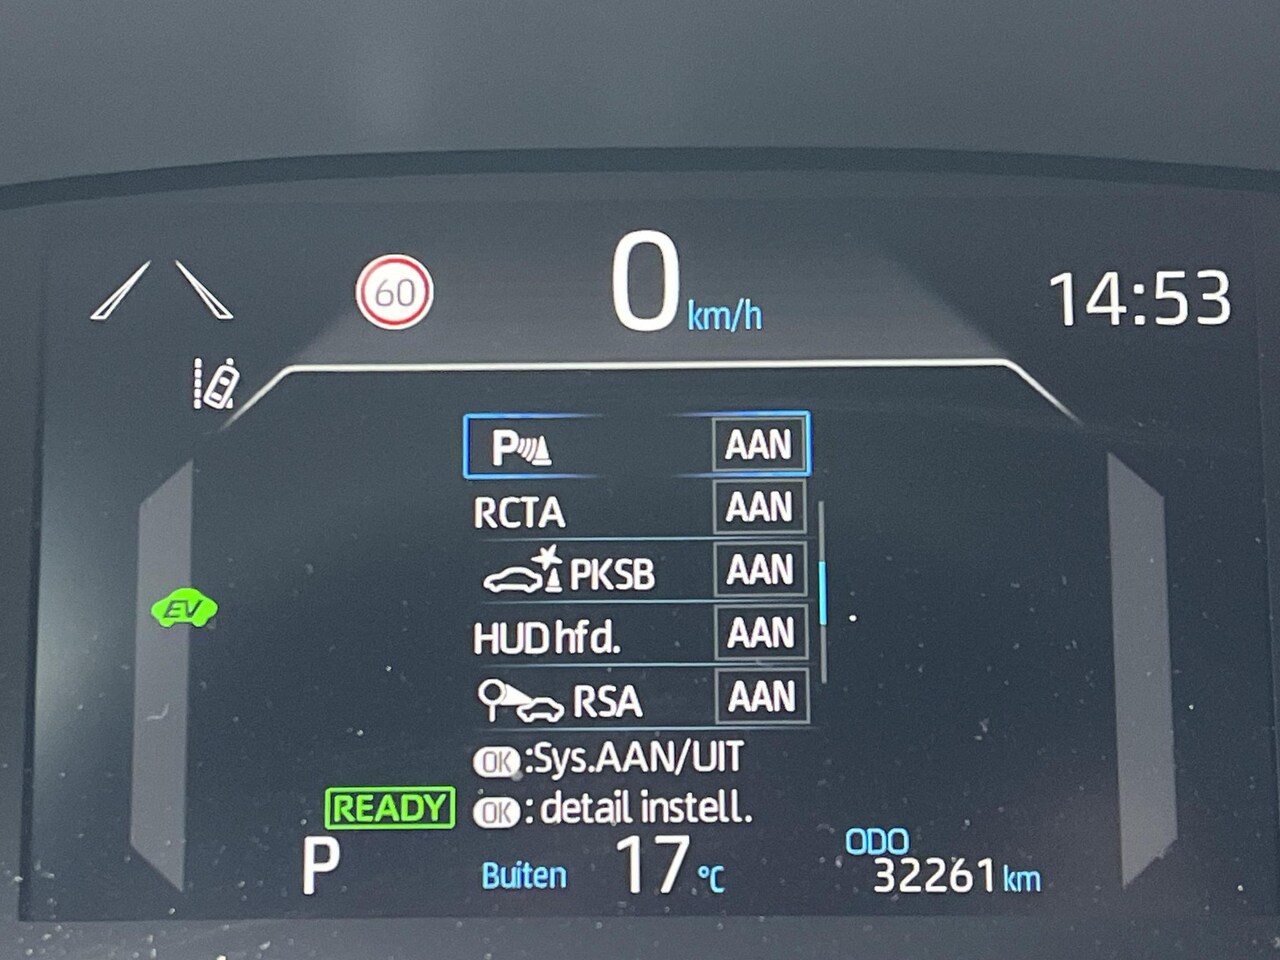 60
0 km/h
14:53
P AAN
RCTA AAN
PKSB AAN
EV
HUD hfd. AAN
RSA AAN
OK :Sys.AAN/UIT
READY
OK : detail instell.
P
Buiten 17 °C
ODO
32261 km